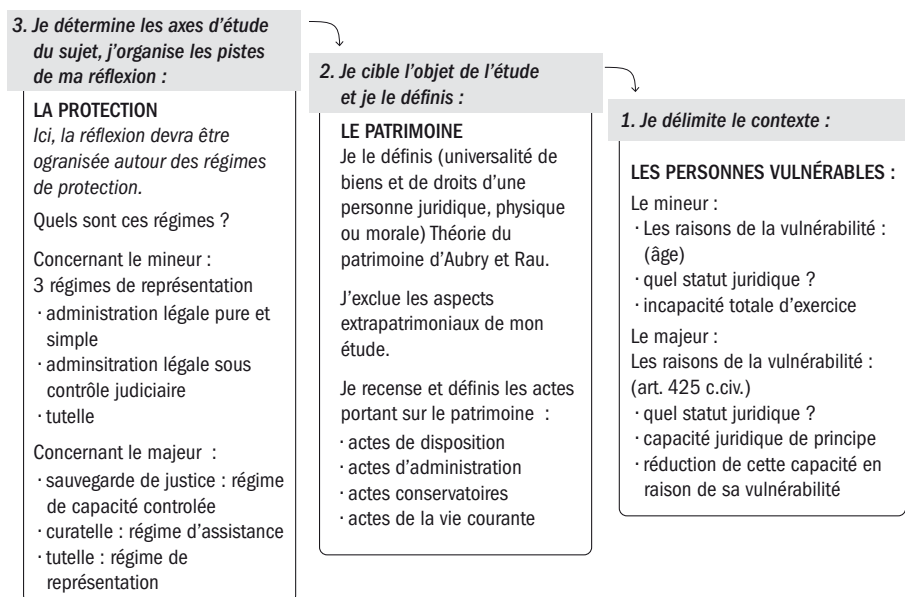 3. Je détermine les axes d'étude
du sujet, j'organise les pistes
de ma réflexion :
LA PROTECTION
Ici, la réflexion devra être
ogranisée autour des régimes
de protection.
Quels sont ces régimes ?
Concernant le mineur :
3 régimes de représentation
· administration légale pure et
simple
· adminsitration légale sous
contrôle judiciaire
· tutelle
Concernant le majeur :
· sauvegarde de justice : régime
de capacité controlée
· curatelle : régime d'assistance
· tutelle : régime de
représentation
2. Je cible l'objet de l'étude
et je le définis :
LE PATRIMOINE
Je le définis (universalité de
biens et de droits d'une
personne juridique, physique
ou morale) Théorie du
patrimoine d'Aubry et Rau.
J'exclue les aspects
extrapatrimoniaux de mon
étude.
Je recense et définis les actes
portant sur le patrimoine :
· actes de disposition
· actes d'administration
· actes conservatoires
· actes de la vie courante
1. Je délimite le contexte :
LES PERSONNES VULNÉRABLES :
Le mineur :
· Les raisons de la vulnérabilité :
(âge)
· quel statut juridique ?
· incapacité totale d'exercice
Le majeur :
Les raisons de la vulnérabilité :
(art. 425 c.civ.)
· quel statut juridique ?
· capacité juridique de principe
· réduction de cette capacité en
raison de sa vulnérabilité